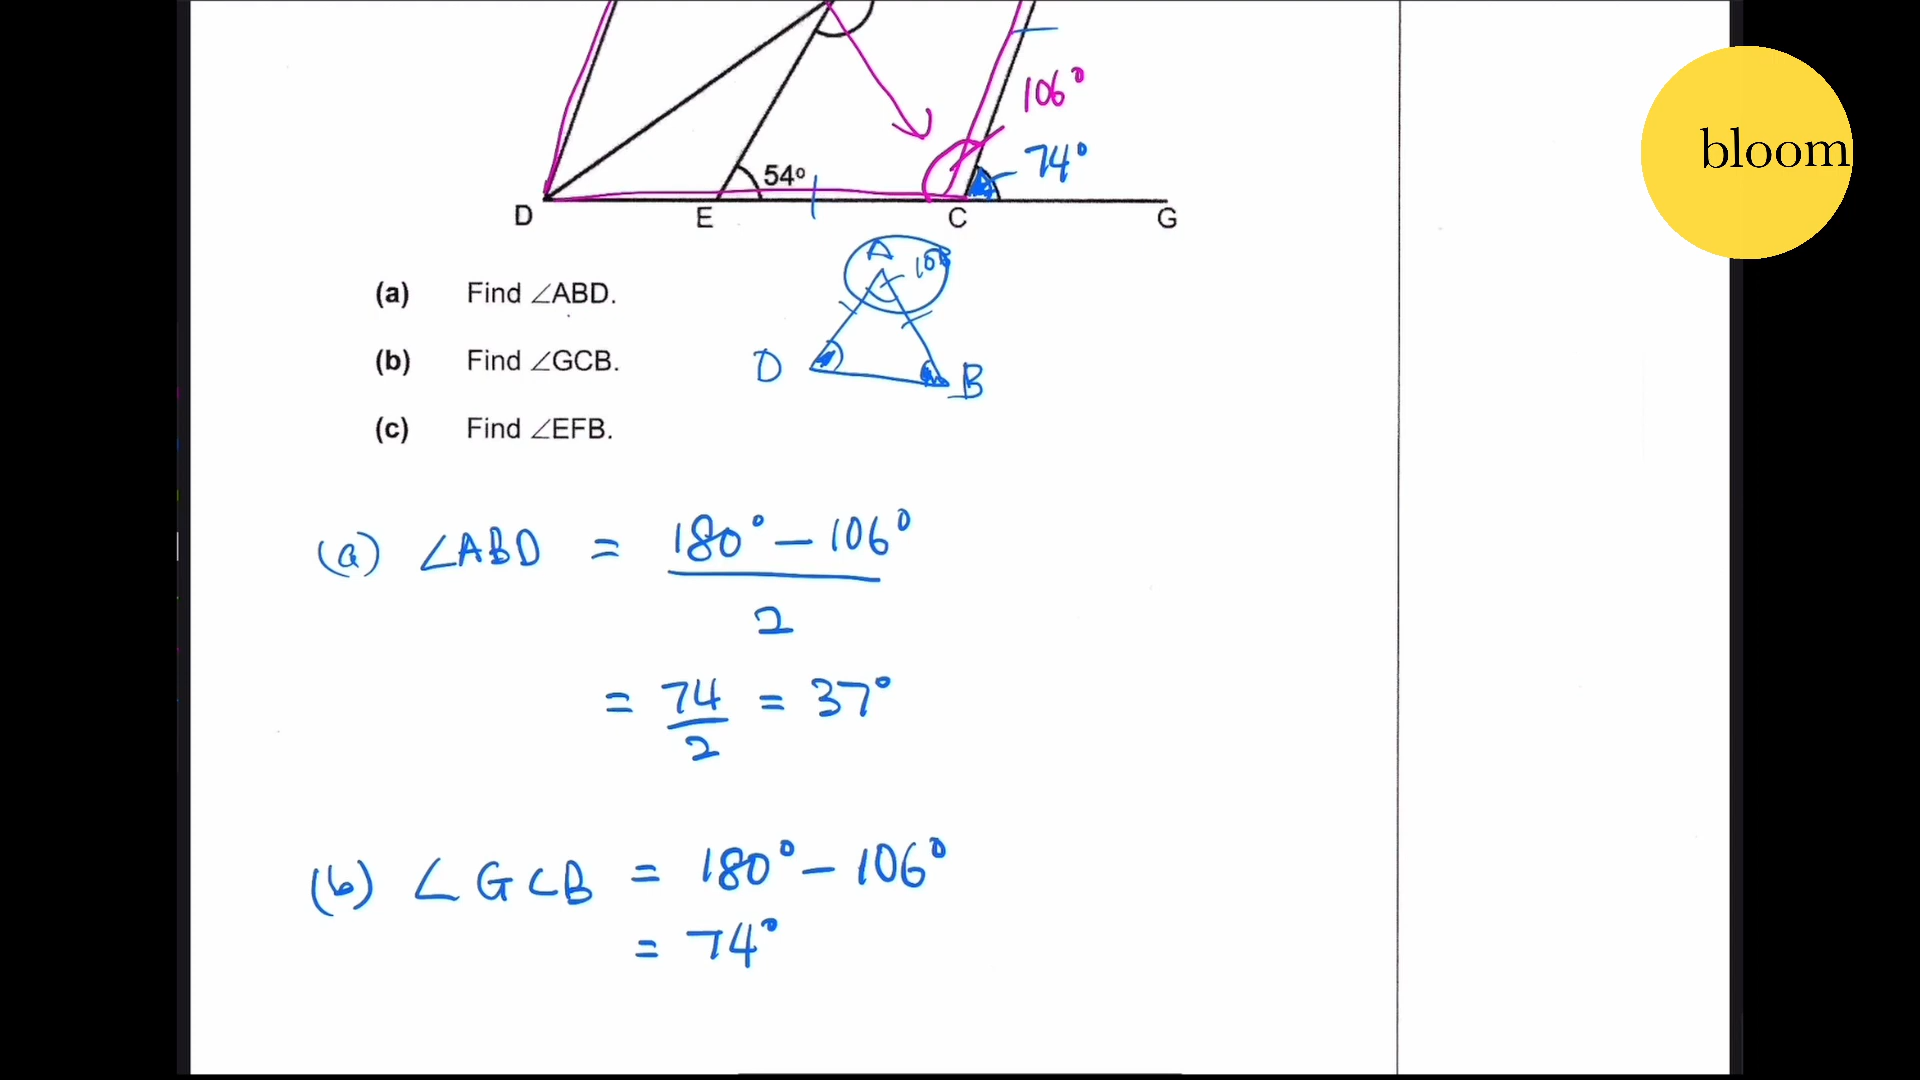 106°
74°
54°
D E C G
A 106
(a) Find ∠ABD.
D B
(b) Find ∠GCB.
(c) Find ∠EFB.
(a) ∠ABD = 180° - 106°
2
= 74 = 37°
2
(b) ∠GCB = 180° - 106°
= 74°
bloom